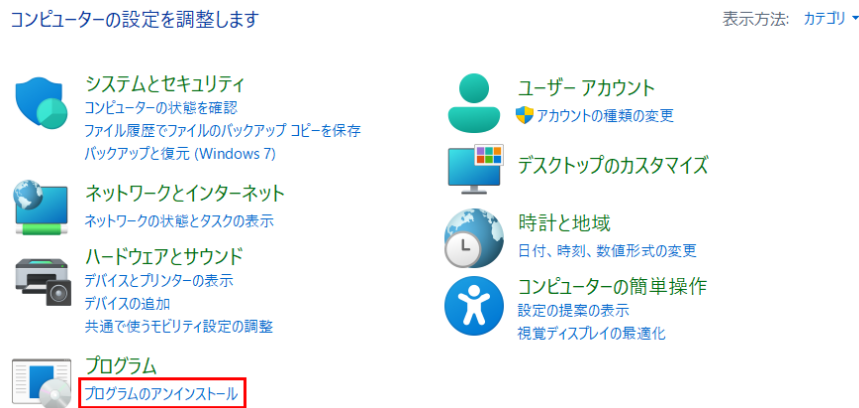 コンピューターの設定を調整します
表示方法: カテゴリ
システムとセキュリティ
コンピューターの状態を確認
ファイル履歴でファイルのバックアップ コピーを保存
バックアップと復元 (Windows 7)
ネットワークとインターネット
ネットワークの状態とタスクの表示
ハードウェアとサウンド
デバイスとプリンターの表示
デバイスの追加
共通で使うモビリティ設定の調整
プログラム
プログラムのアンインストール
ユーザー アカウント
アカウントの種類の変更
デスクトップのカスタマイズ
時計と地域
日付、時刻、数値形式の変更
コンピューターの簡単操作
設定の提案の表示
視覚ディスプレイの最適化